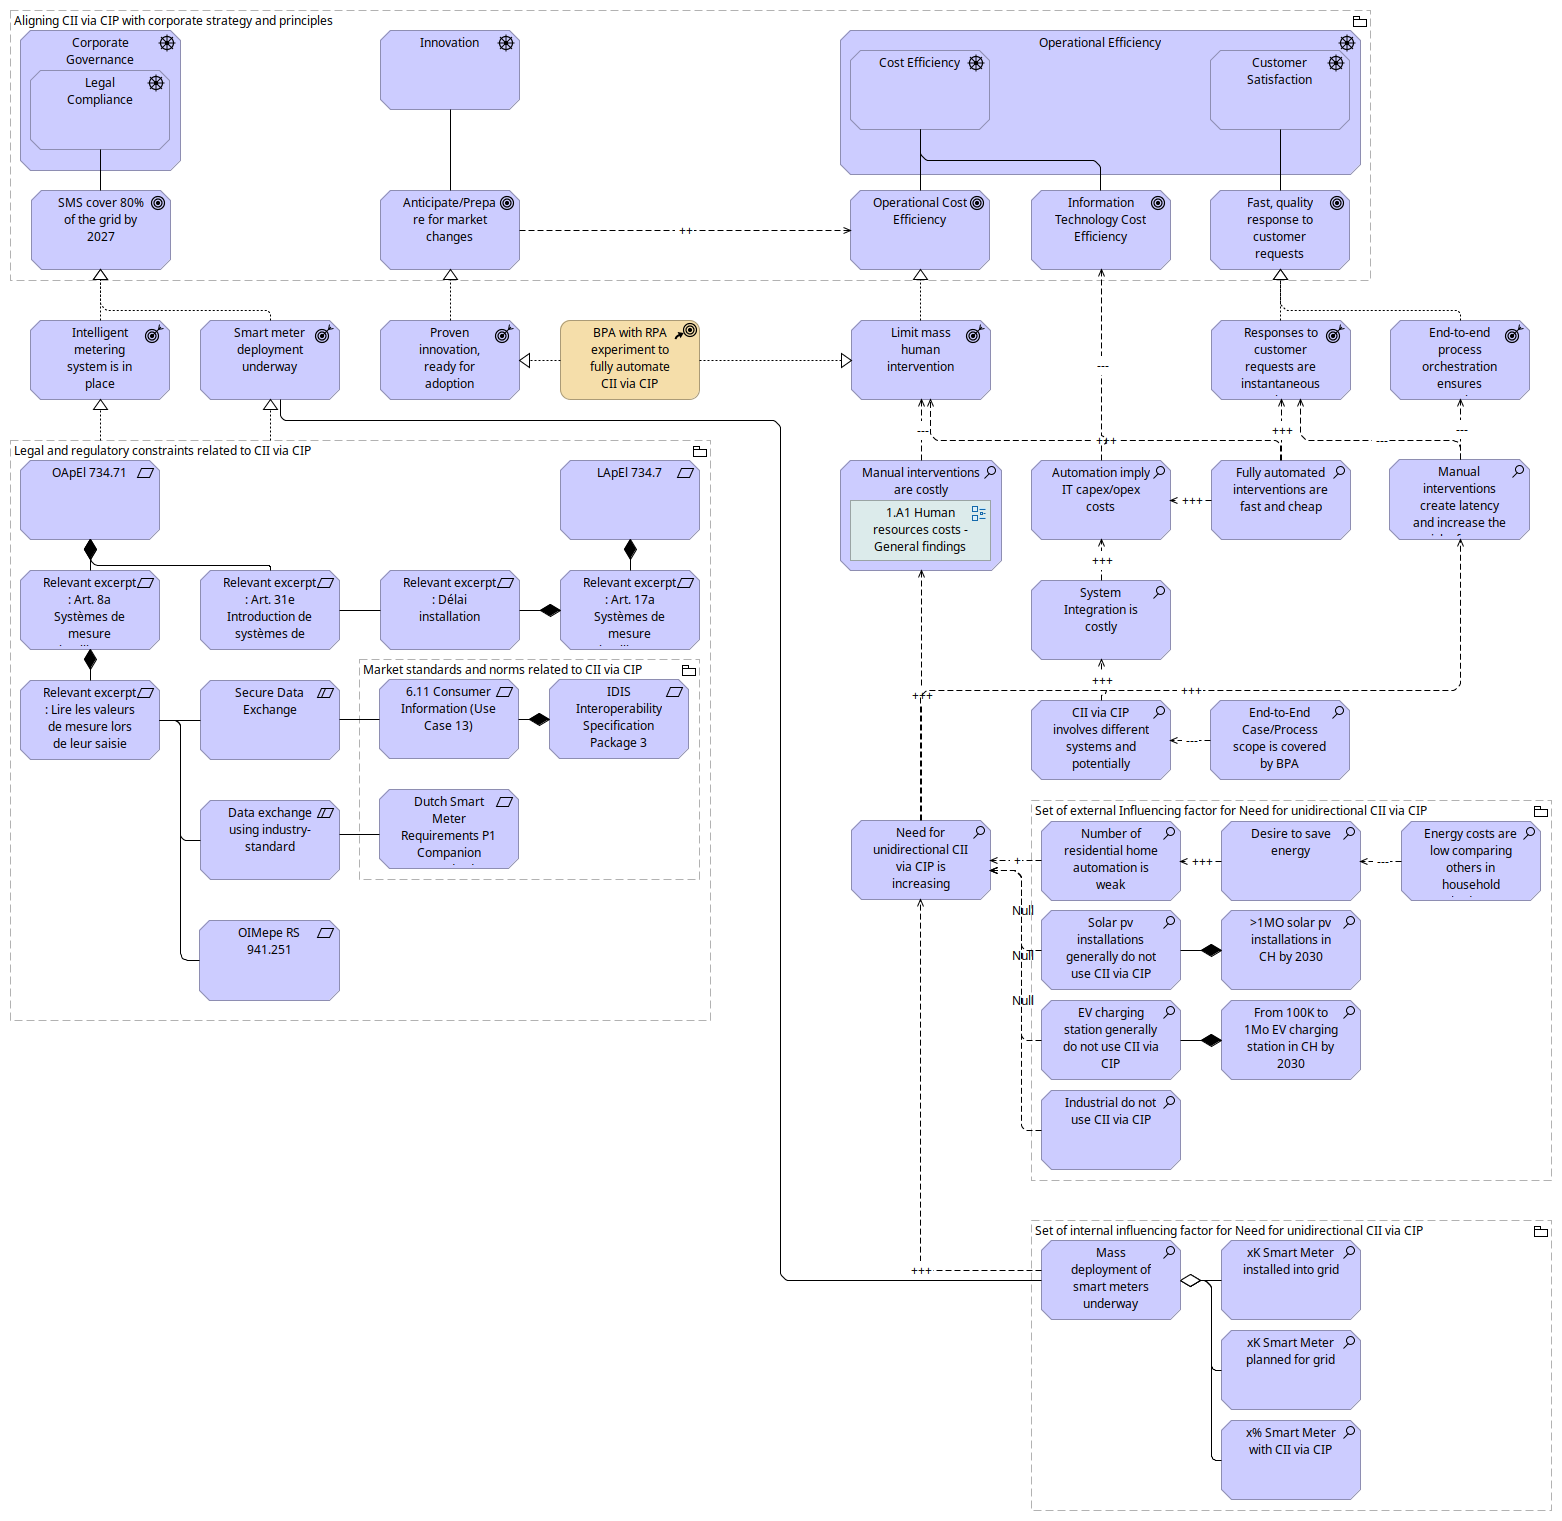 Aligning CII via CIP with corporate strategy and principles
Corporate
Governance
Legal
Compliance
Innovation
Operational Efficiency
Cost Efficiency
Customer
Satisfaction
SMS cover 80%
of the grid by
2027
Anticipate/Prepa
re for market
changes
++
Operational Cost
Efficiency
Information
Technology Cost
Efficiency
Fast, quality
response to
customer
requests
Intelligent
metering
system is in
place
Smart meter
deployment
underway
Proven
innovation,
ready for
adoption
BPA with RPA
experiment to
fully automate
CII via CIP
Limit mass
human
intervention
---
Responses to
customer
requests are
instantaneous
End-to-end
process
orchestration
ensures
---
+++
+++
---
---
Legal and regulatory constraints related to CII via CIP
OApEl 734.71
LApEl 734.7
Manual interventions
are costly
1.A1 Human
resources costs -
General findings
Automation imply
IT capex/opex
costs
+++
Fully automated
interventions are
fast and cheap
Manual
interventions
create latency
and increase the
Relevant excerpt
: Art. 8a
Systèmes de
mesure
Relevant excerpt
: Art. 31e
Introduction de
systèmes de
Relevant excerpt
: Délai
installation
Relevant excerpt
: Art. 17a
Systèmes de
mesure
+++
System
Integration is
costly
Market standards and norms related to CII via CIP
Relevant excerpt
: Lire les valeurs
de mesure lors
de leur saisie
Secure Data
Exchange
6.11 Consumer
Information (Use
Case 13)
IDIS
Interoperability
Specification
Package 3
+++
+++
+++
CII via CIP
involves different
systems and
potentially
---
End-to-End
Case/Process
scope is covered
by BPA
Data exchange
using industry-
standard
Dutch Smart
Meter
Requirements P1
Companion
OIMepe RS
941.251
Need for
unidirectional CII
via CIP is
increasing
Set of external Influencing factor for Need for unidirectional CII via CIP
+
Number of
residential home
automation is
weak
+++
Desire to save
energy
---
Energy costs are
low comparing
others in
household
Null
Solar pv
installations
generally do not
use CII via CIP
>1MO solar pv
installations in
CH by 2030
Null
Null
EV charging
station generally
do not use CII via
CIP
From 100K to
1Mo EV charging
station in CH by
2030
Industrial do not
use CII via CIP
Set of internal influencing factor for Need for unidirectional CII via CIP
+++
Mass
deployment of
smart meters
underway
xK Smart Meter
installed into grid
xK Smart Meter
planned for grid
x% Smart Meter
with CII via CIP